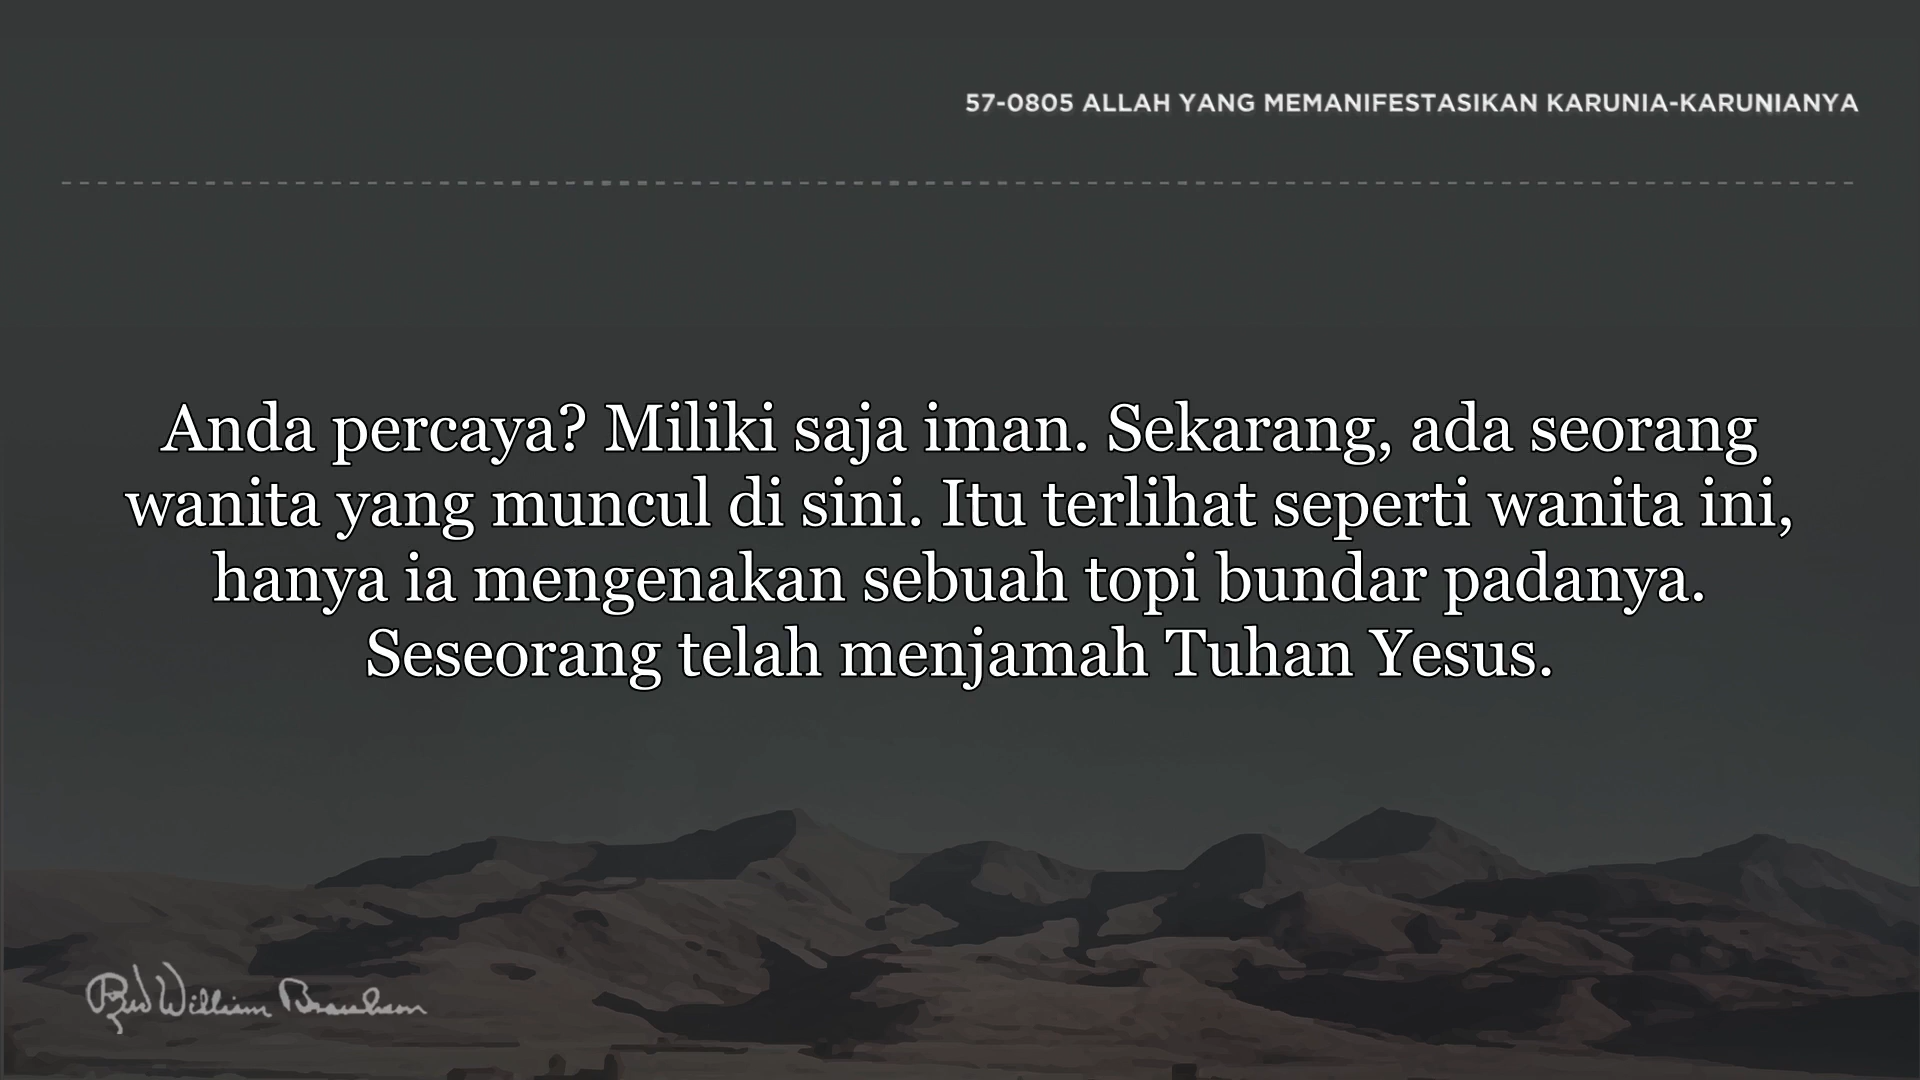 57-0805 ALLAH YANG MEMANIFESTASIKAN KARUNIA-KARUNIANYA
Anda percaya? Miliki saja iman. Sekarang, ada seorang
wanita yang muncul di sini. Itu terlihat seperti wanita ini,
hanya ia mengenakan sebuah topi bundar padanya.
Seseorang telah menjamah Tuhan Yesus.
Rev William Branham